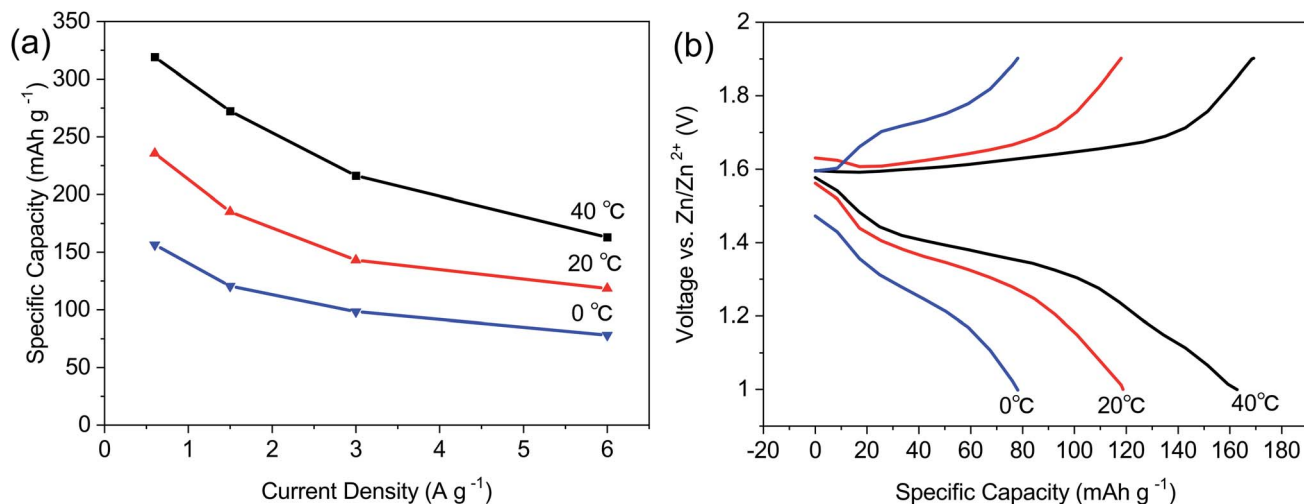 (a)
Specific Capacity (mAh g⁻¹)
350
300
250
200
150
100
50
0
40 °C
20 °C
0 °C
0 1 2 3 4 5 6
Current Density (A g⁻¹)
(b)
Voltage vs. Zn/Zn²⁺ (V)
2
1.8
1.6
1.4
1.2
1
0℃ 20℃ 40℃
-20 0 20 40 60 80 100 120 140 160 180
Specific Capacity (mAh g⁻¹)